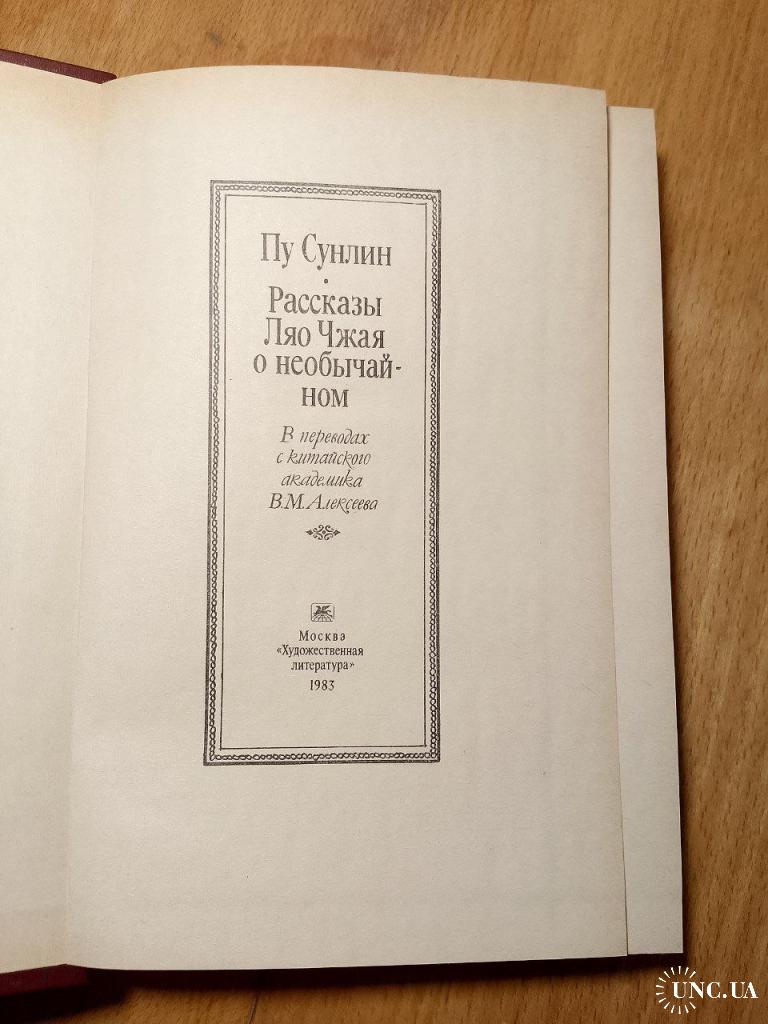 Пу Сунлин
Рассказы
Ляо Чжая
о необычай-
ном
В переводах
с китайского
академика
В.М.Алексеева
Москва
«Художественная
литература»
1983
UNC.UA